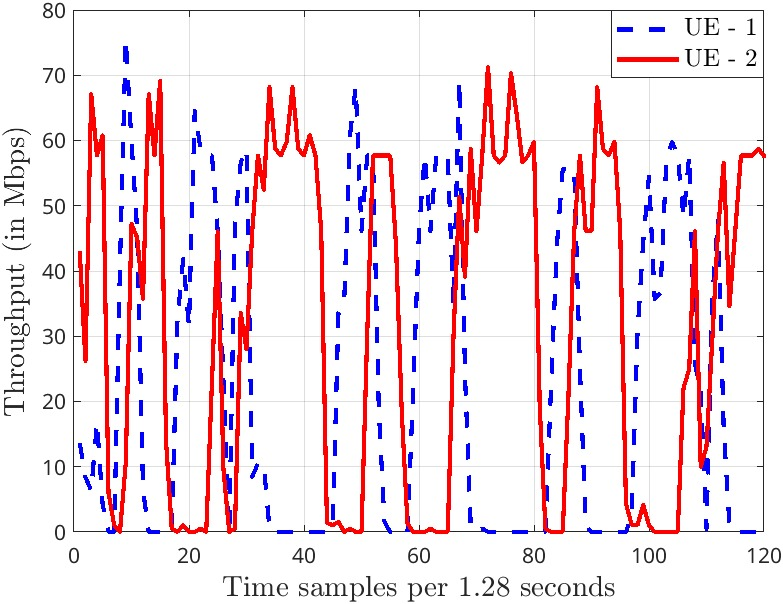 80
70
60
50
40
30
20
10
0
Throughput (in Mbps)
UE - 1
UE - 2
0 20 40 60 80 100 120
Time samples per 1.28 seconds